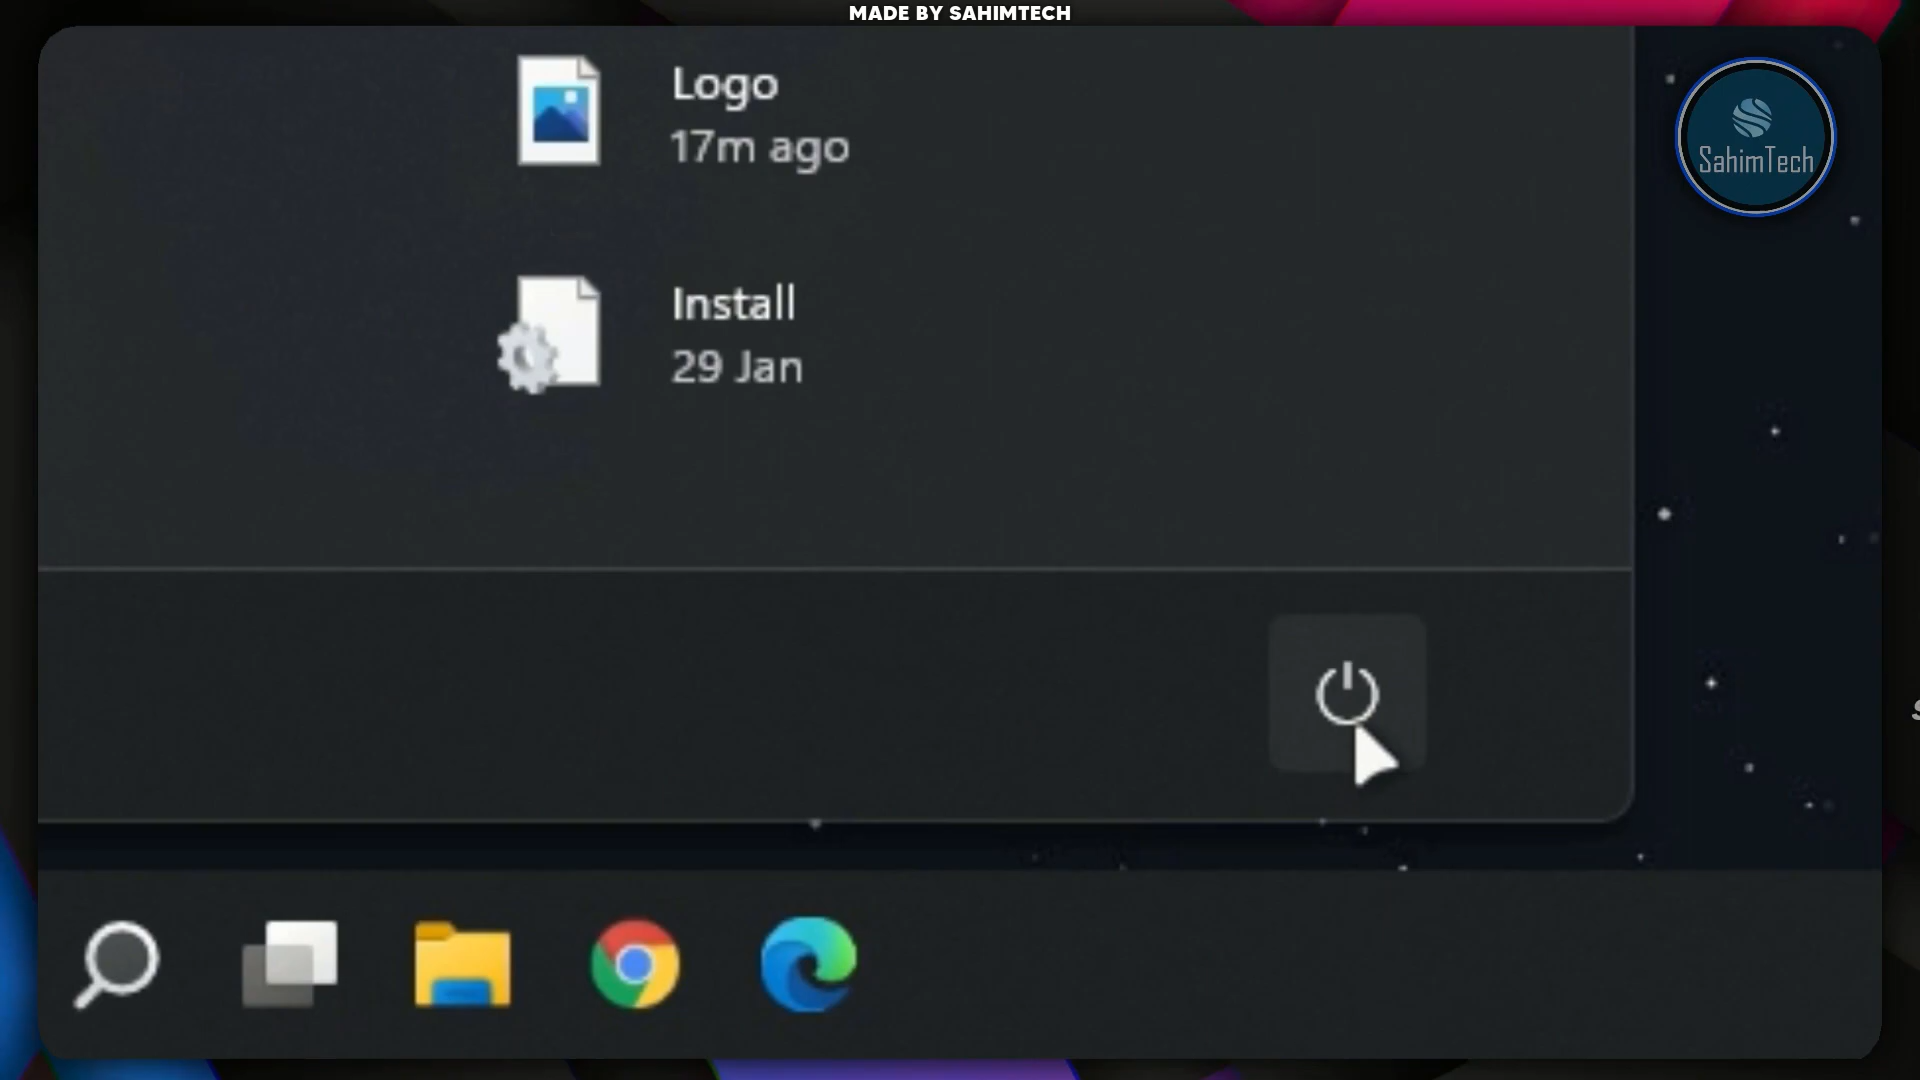 MADE BY SAHIMTECH
Logo
17m ago
SahimTech
Install
29 Jan